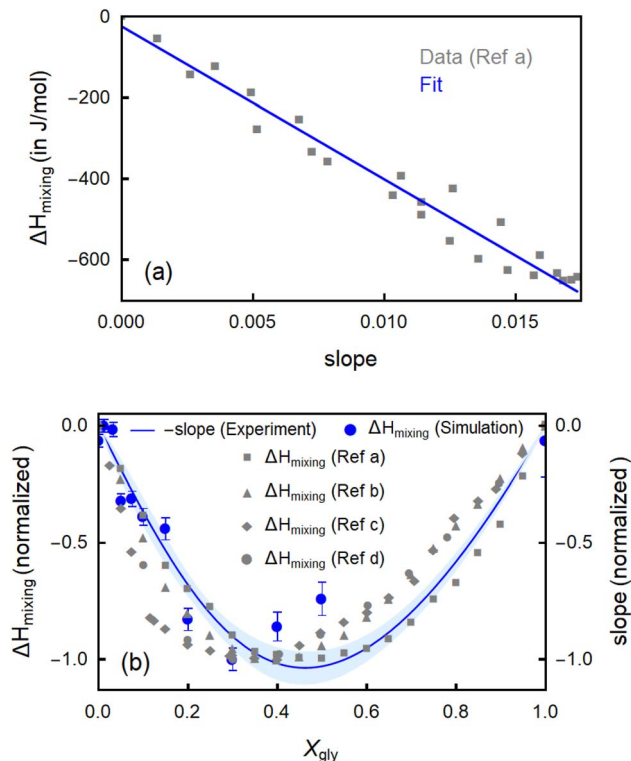 0
Data (Ref a)
Fit
−200
ΔH_mixing (in J/mol)
−400
−600
(a)
0.000 0.005 0.010 0.015
slope
0.0 −slope (Experiment) ΔH_mixing (Simulation) 0.0
ΔH_mixing (Ref a)
ΔH_mixing (Ref b)
−0.5 ΔH_mixing (Ref c) −0.5
ΔH_mixing (Ref d)
ΔH_mixing (normalized)
slope (normalized)
−1.0 −1.0
(b)
0.0 0.2 0.4 0.6 0.8 1.0
X_gly